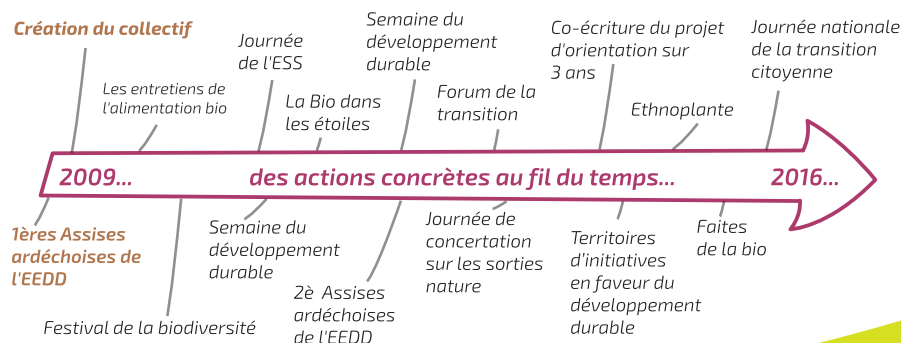 Création du collectif
Les entretiens de
l'alimentation bio
Journée
de l'ESS
La Bio dans
les étoiles
Semaine du
développement
durable
Forum de la
transition
Co-écriture du projet
d'orientation sur
3 ans
Ethnoplante
Journée nationale
de la transition
citoyenne
2009... des actions concrètes au fil du temps... 2016...
1ères Assises
ardéchoises de
l'EEDD
Festival de la biodiversité
Semaine du
développement
durable
2è Assises
ardéchoises
de l'EEDD
Journée de
concertation
sur les sorties
nature
Territoires
d’initiatives
en faveur du
développement
durable
Faites
de la bio